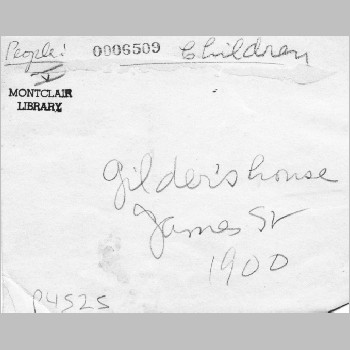 People: 0006509 Children
MONTCLAIR
LIBRARY
Gilder's house
James St
1900
P4525